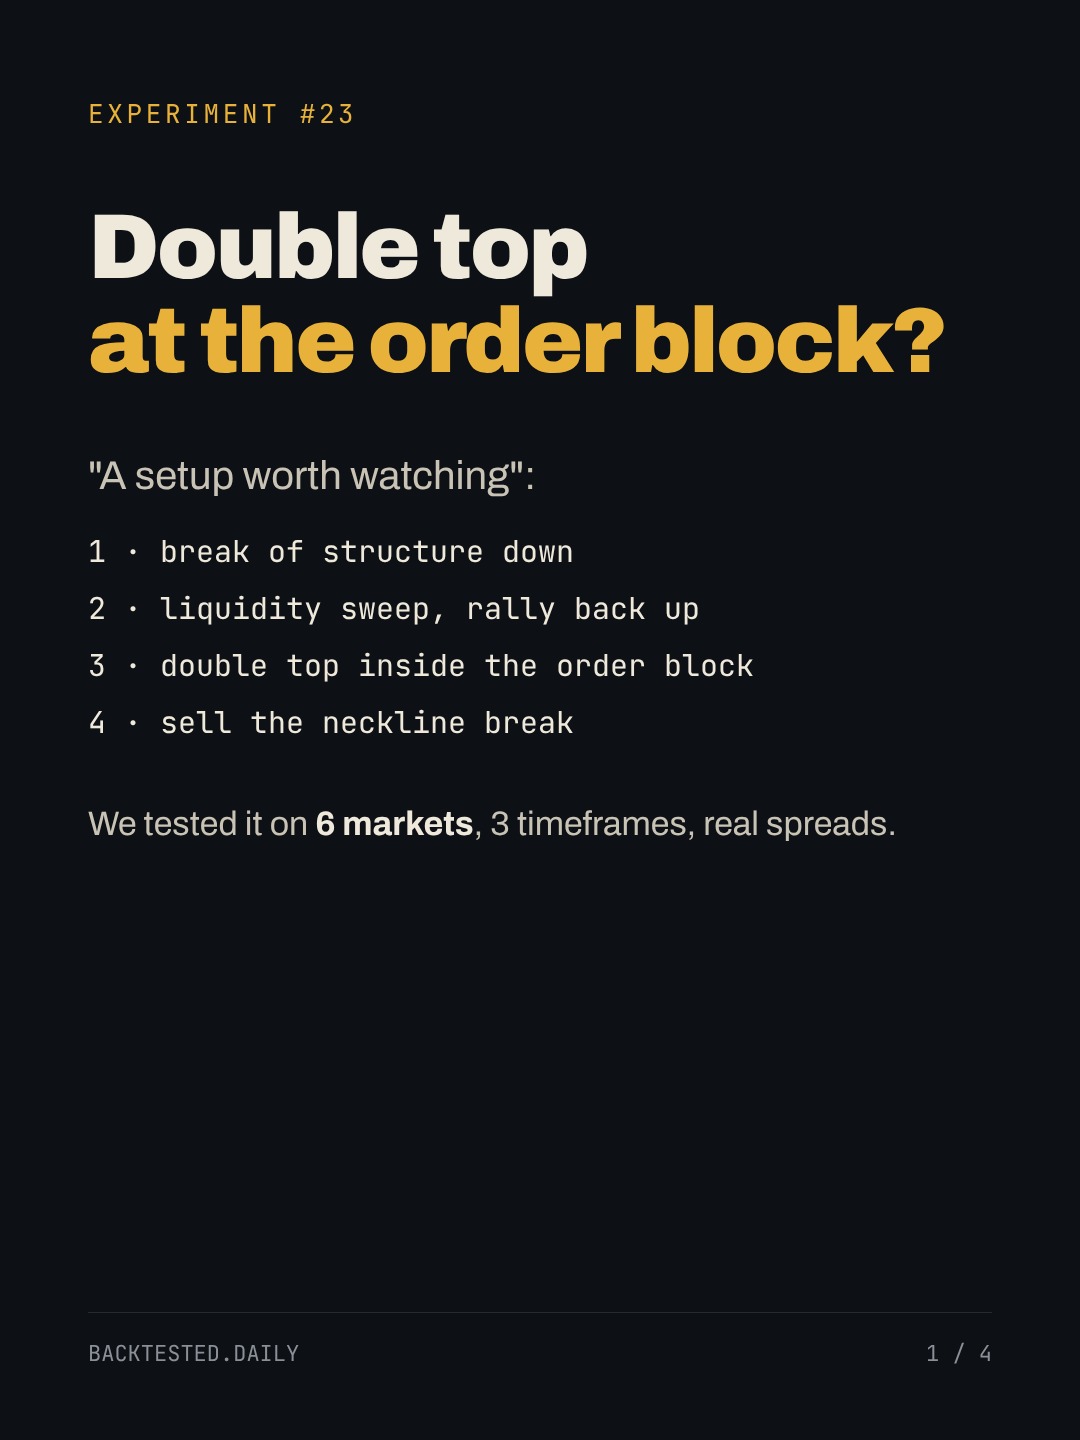 EXPERIMENT #23
Double top
at the order block?
"A setup worth watching":
1 · break of structure down
2 · liquidity sweep, rally back up
3 · double top inside the order block
4 · sell the neckline break
We tested it on 6 markets, 3 timeframes, real spreads.
BACKTESTED.DAILY
1 / 4